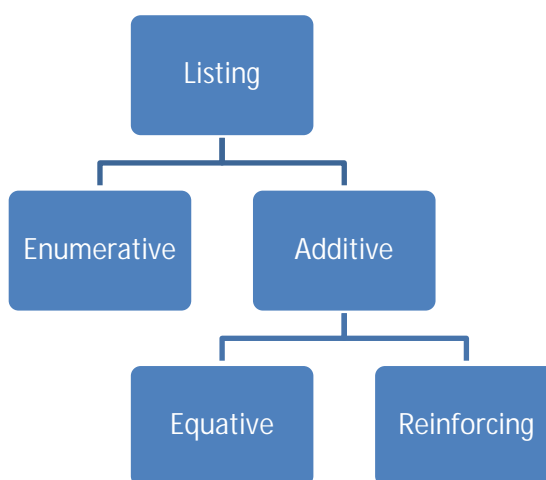 Listing
Enumerative
Additive
Equative
Reinforcing